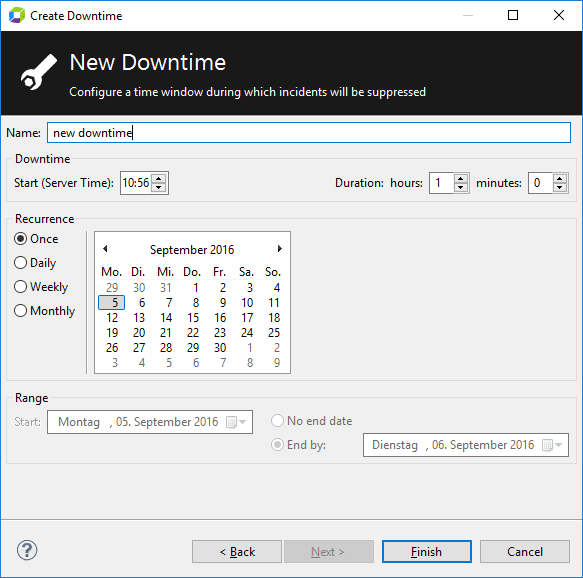 Create Downtime
New Downtime
Configure a time window during which incidents will be suppressed
Name: new downtime
Downtime
Start (Server Time): 10:56 Duration: hours: 1 minutes: 0
Recurrence
Once
Daily
Weekly
Monthly
September 2016
Mo. Di. Mi. Do. Fr. Sa. So.
29 30 31 1 2 3 4
5 6 7 8 9 10 11
12 13 14 15 16 17 18
19 20 21 22 23 24 25
26 27 28 29 30 1 2
3 4 5 6 7 8 9
Range
Start: Montag , 05. September 2016
No end date
End by: Dienstag , 06. September 2016
? < Back Next > Finish Cancel